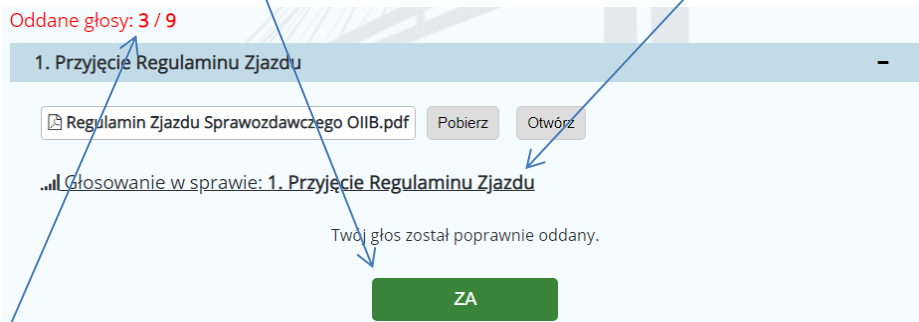 Oddane głosy: 3 / 9
1. Przyjęcie Regulaminu Zjazdu
Regulamin Zjazdu Sprawozdawczego OIIB.pdf Pobierz Otwórz
Głosowanie w sprawie: 1. Przyjęcie Regulaminu Zjazdu
Twój głos został poprawnie oddany.
ZA